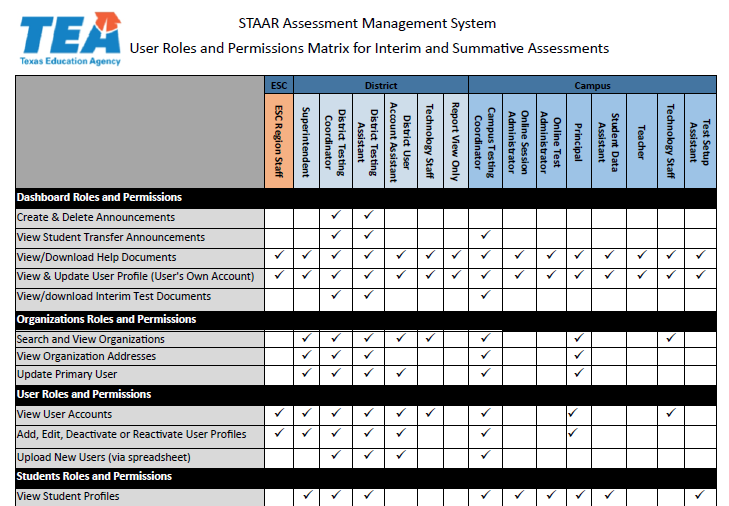 TEA
Texas Education Agency
STAAR Assessment Management System
User Roles and Permissions Matrix for Interim and Summative Assessments
ESC District Campus
ESC Region Staff
Superintendent
District Testing Coordinator
District Testing Assistant
District User Account Assistant
Technology Staff
Report View Only
Campus Testing Coordinator
Online Session Administrator
Online Test Administrator
Principal
Student Data Assistant
Teacher
Technology Staff
Test Setup Assistant
Dashboard Roles and Permissions
Create & Delete Announcements ✓ ✓
View Student Transfer Announcements ✓ ✓ ✓
View/Download Help Documents ✓ ✓ ✓ ✓ ✓ ✓ ✓ ✓ ✓ ✓ ✓ ✓ ✓ ✓ ✓
View & Update User Profile (User's Own Account) ✓ ✓ ✓ ✓ ✓ ✓ ✓ ✓ ✓ ✓ ✓ ✓ ✓ ✓ ✓
View/download Interim Test Documents ✓ ✓ ✓
Organizations Roles and Permissions
Search and View Organizations ✓ ✓ ✓ ✓ ✓ ✓ ✓ ✓
View Organization Addresses ✓ ✓ ✓ ✓ ✓
Update Primary User ✓ ✓ ✓ ✓ ✓ ✓
User Roles and Permissions
View User Accounts ✓ ✓ ✓ ✓ ✓ ✓ ✓ ✓ ✓
Add, Edit, Deactivate or Reactivate User Profiles ✓ ✓ ✓ ✓ ✓ ✓ ✓
Upload New Users (via spreadsheet) ✓ ✓ ✓ ✓
Students Roles and Permissions
View Student Profiles ✓ ✓ ✓ ✓ ✓ ✓ ✓ ✓ ✓